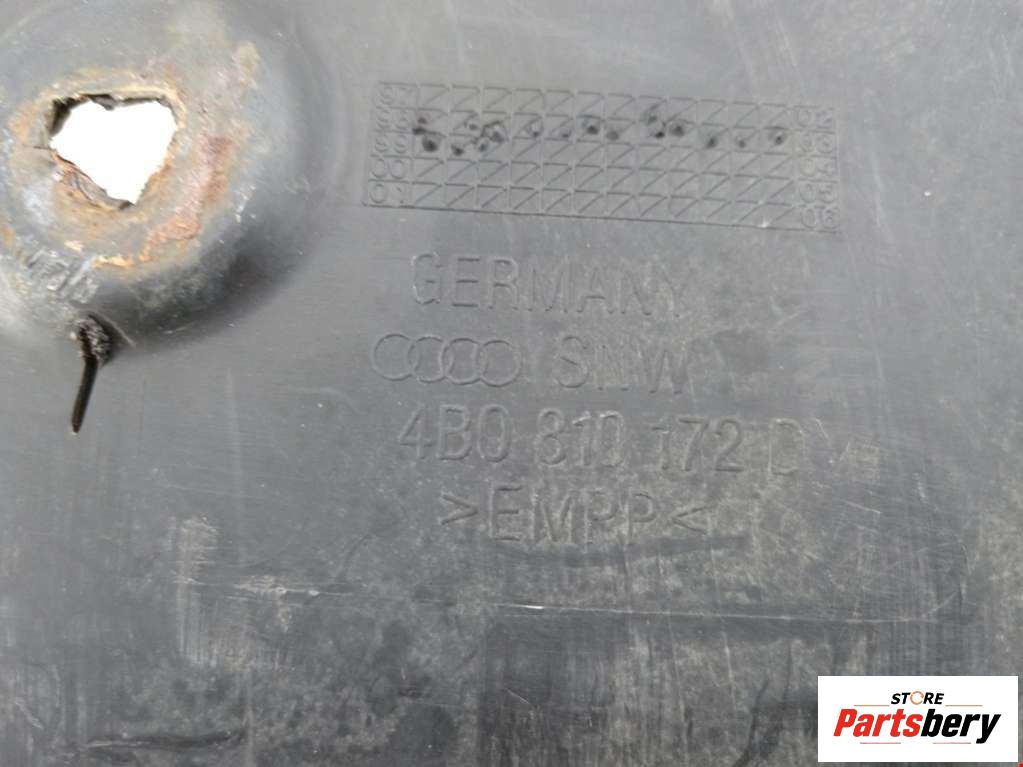 GERMANY
SNW
4B0 810 172 D
>EMPP<
STORE
Partsbery